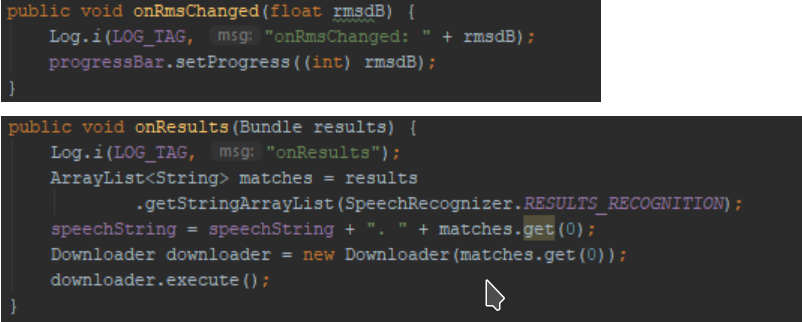 public void onRmsChanged(float rmsdB) {
    Log.i(LOG_TAG, msg: "onRmsChanged: " + rmsdB);
    progressBar.setProgress((int) rmsdB);
}
public void onResults(Bundle results) {
    Log.i(LOG_TAG, msg: "onResults");
    ArrayList<String> matches = results
            .getStringArrayList(SpeechRecognizer.RESULTS_RECOGNITION);
    speechString = speechString + ". " + matches.get(0);
    Downloader downloader = new Downloader(matches.get(0));
    downloader.execute();
}